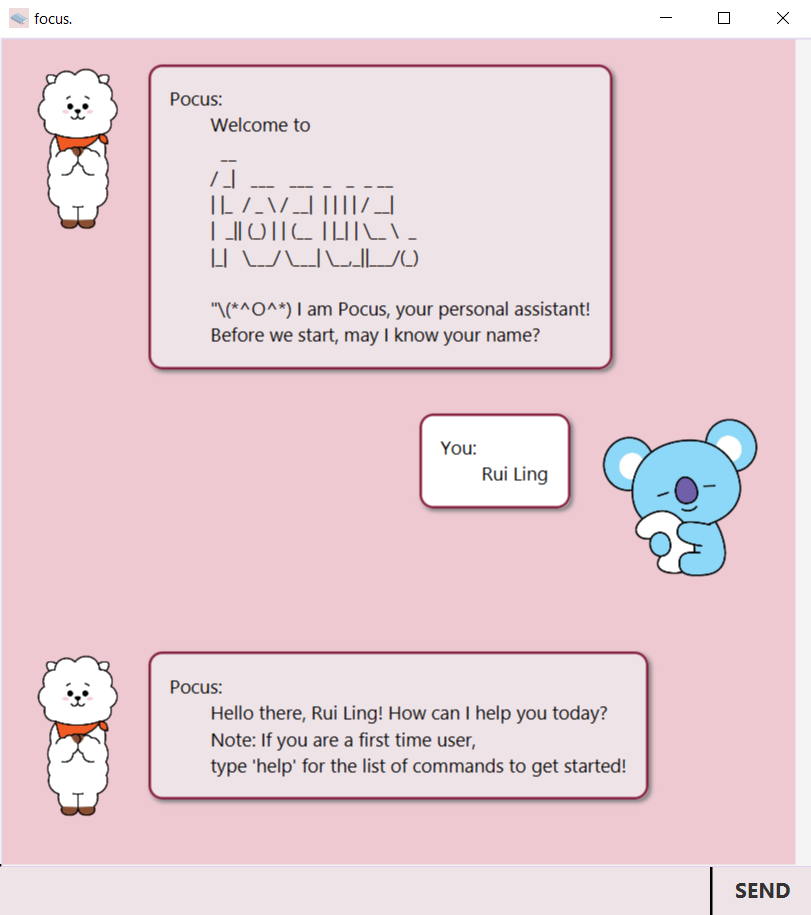 focus.
Pocus:
Welcome to
  __
/ _|   ___   ___  _   _  _ __
| |_  / _ \ / __|  | | | | / __|
|  _|| (_) | | (__  | |_| | \__ \  _
|_|   \___/ \___| \__,_||___/(_)
"\(*^O^*) I am Pocus, your personal assistant!
Before we start, may I know your name?
You:
Rui Ling
Pocus:
Hello there, Rui Ling! How can I help you today?
Note: If you are a first time user,
type 'help' for the list of commands to get started!
SEND